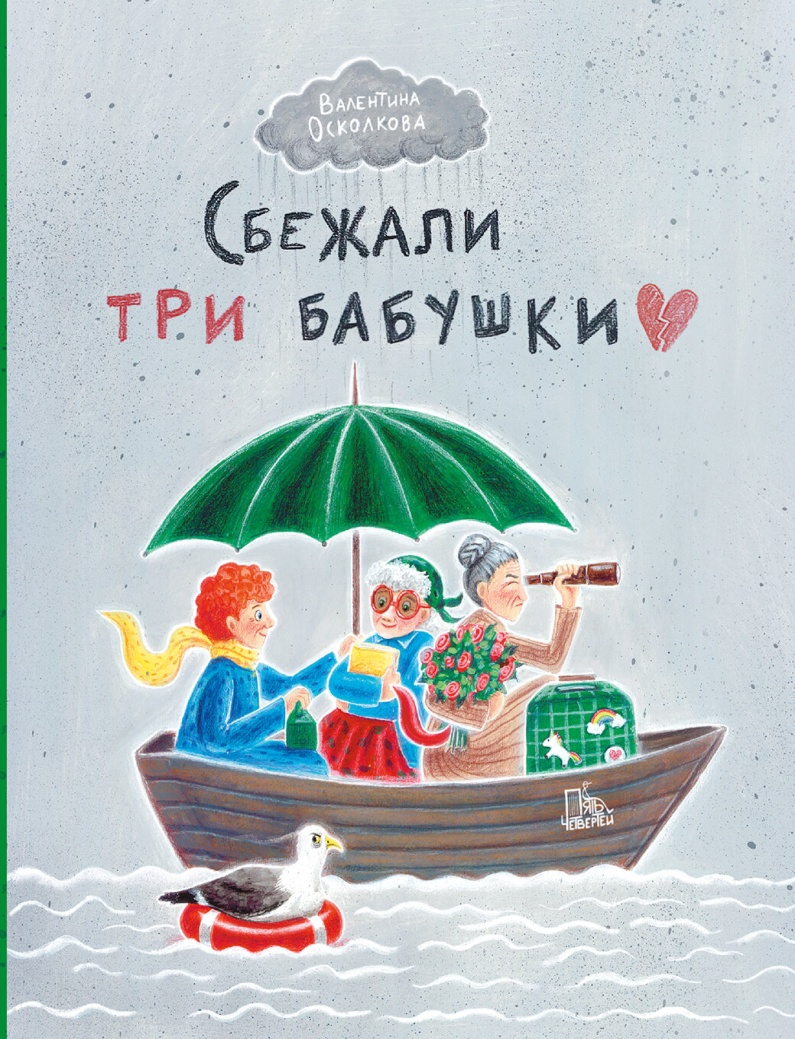 Валентина
Осколкова
Сбежали
три бабушки
Пять
четвертей